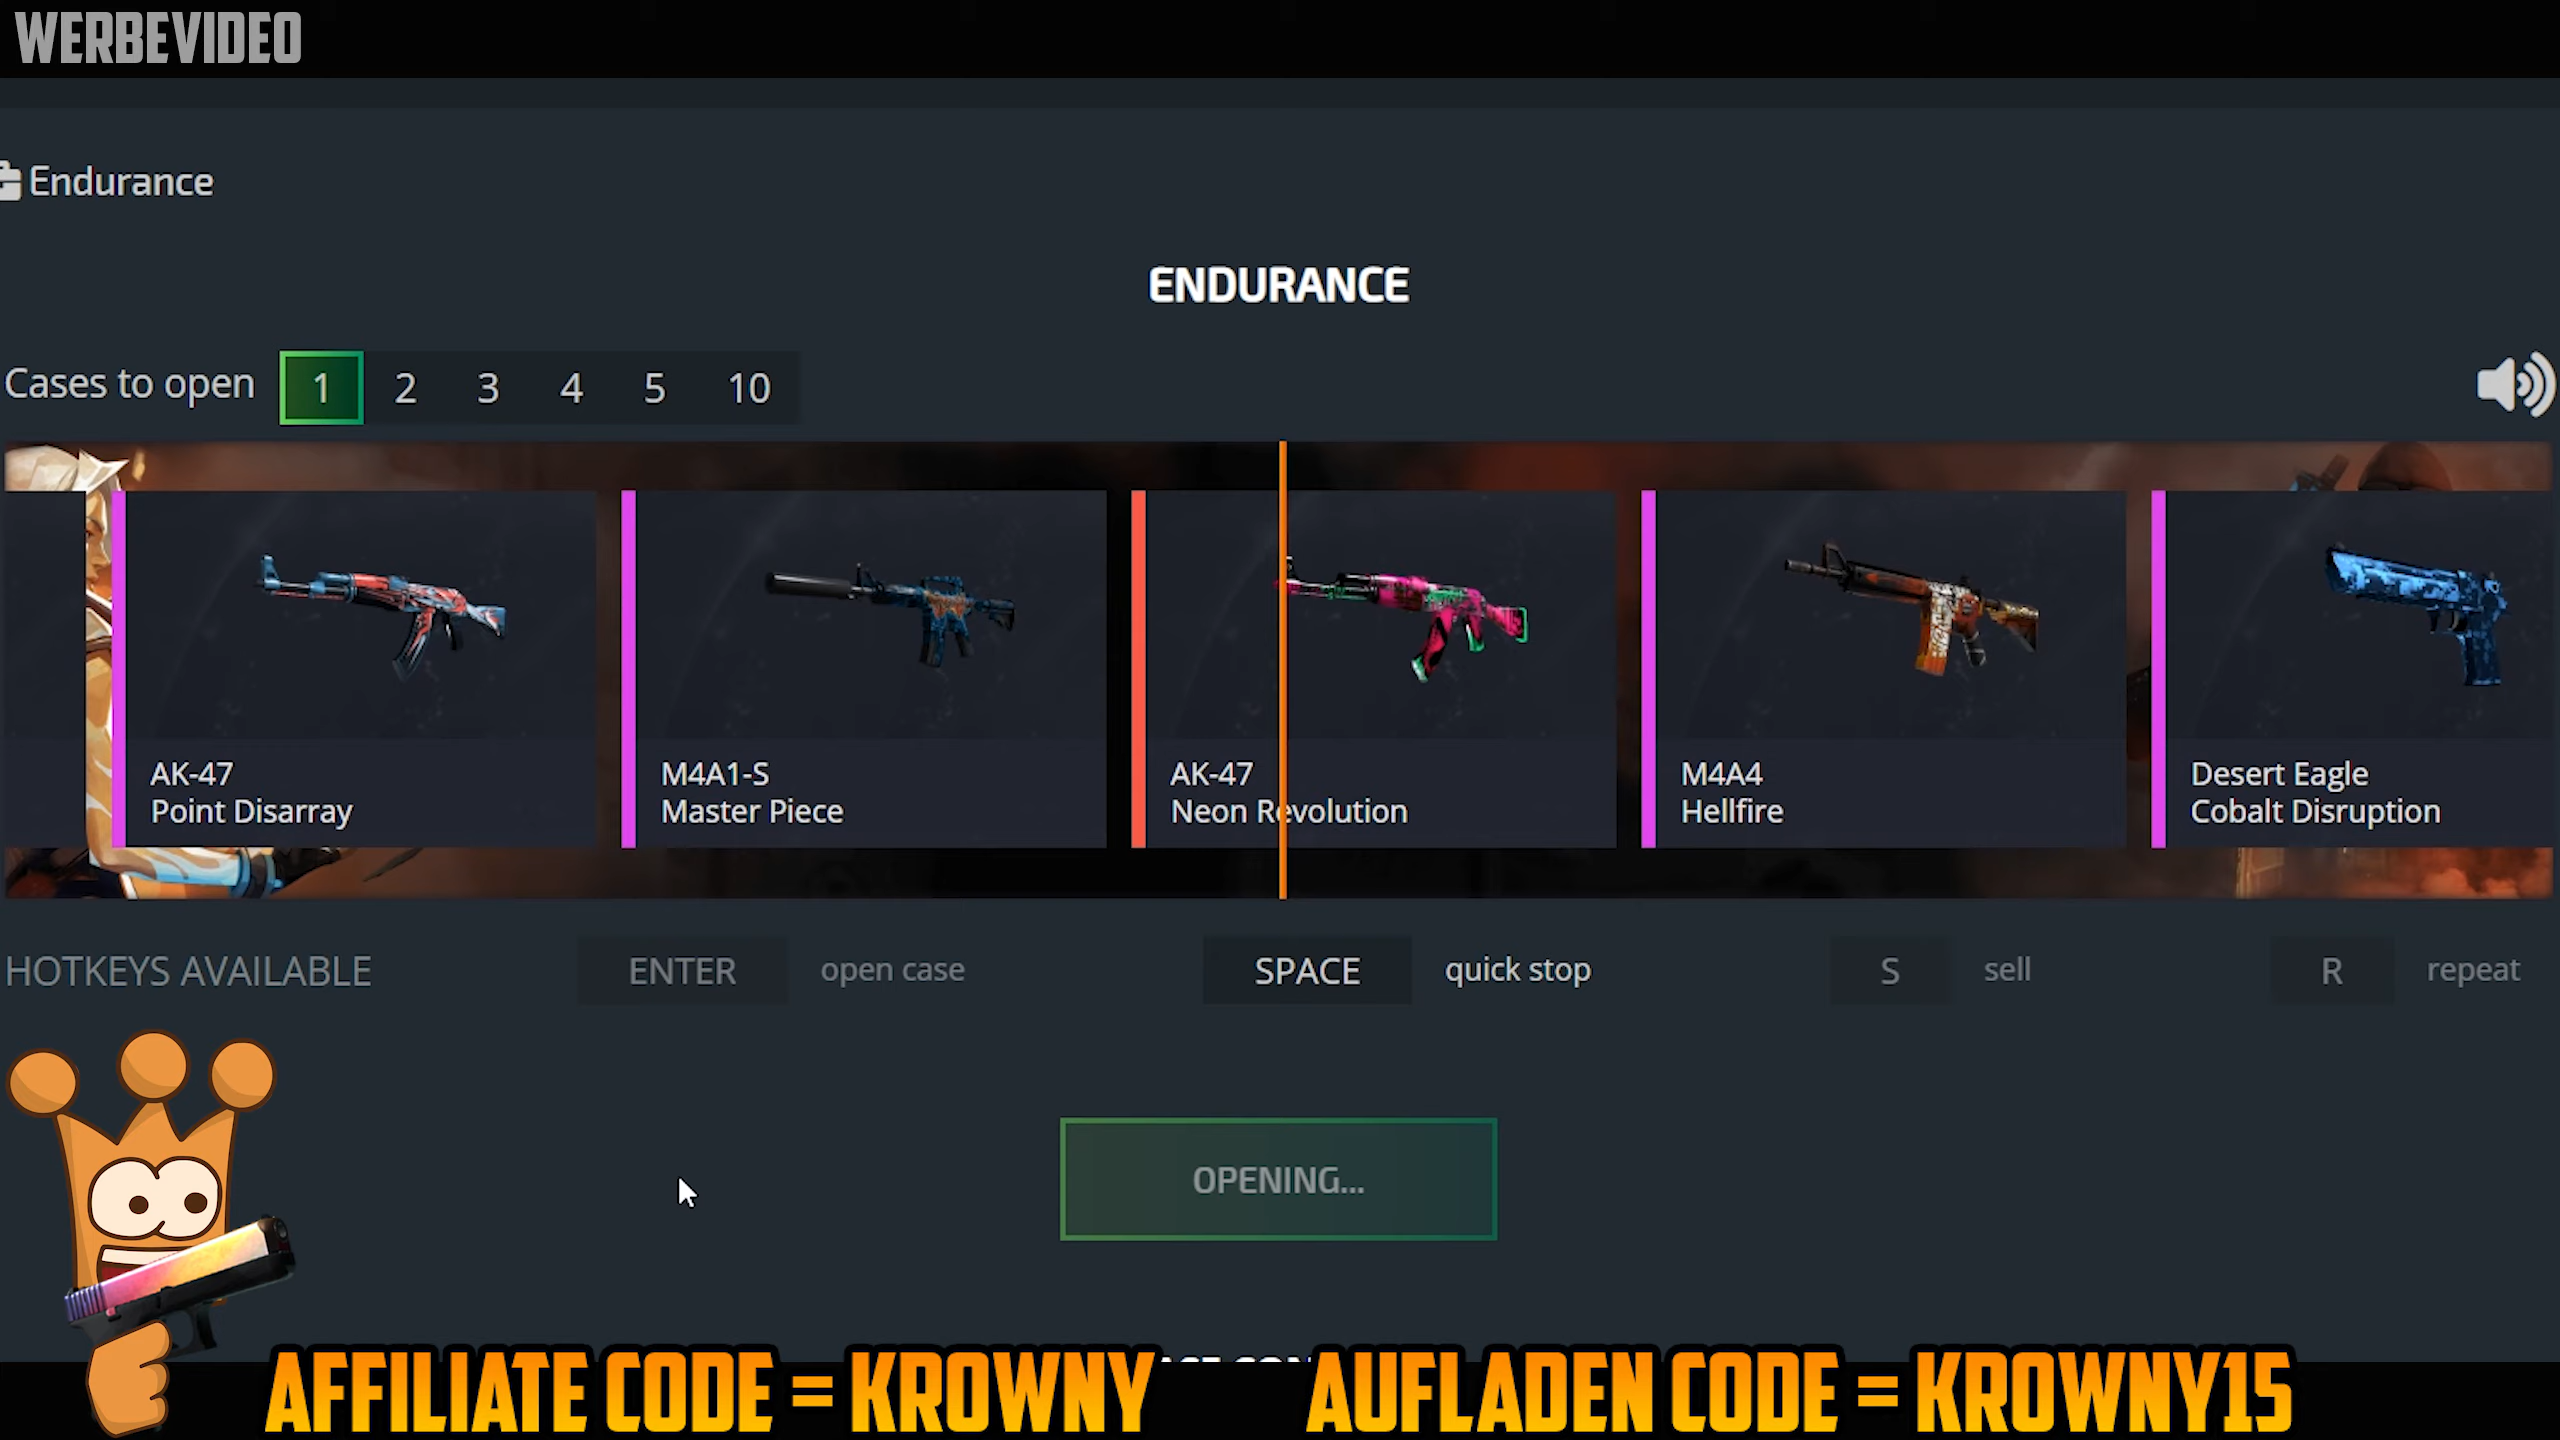 WERBEVIDEO
Endurance
ENDURANCE
Cases to open 1 2 3 4 5 10
AK-47
Point Disarray
M4A1-S
Master Piece
AK-47
Neon Revolution
M4A4
Hellfire
Desert Eagle
Cobalt Disruption
HOTKEYS AVAILABLE ENTER open case SPACE quick stop S sell R repeat
OPENING...
AFFILIATE CODE = KROWNY
AUFLADEN CODE = KROWNY15